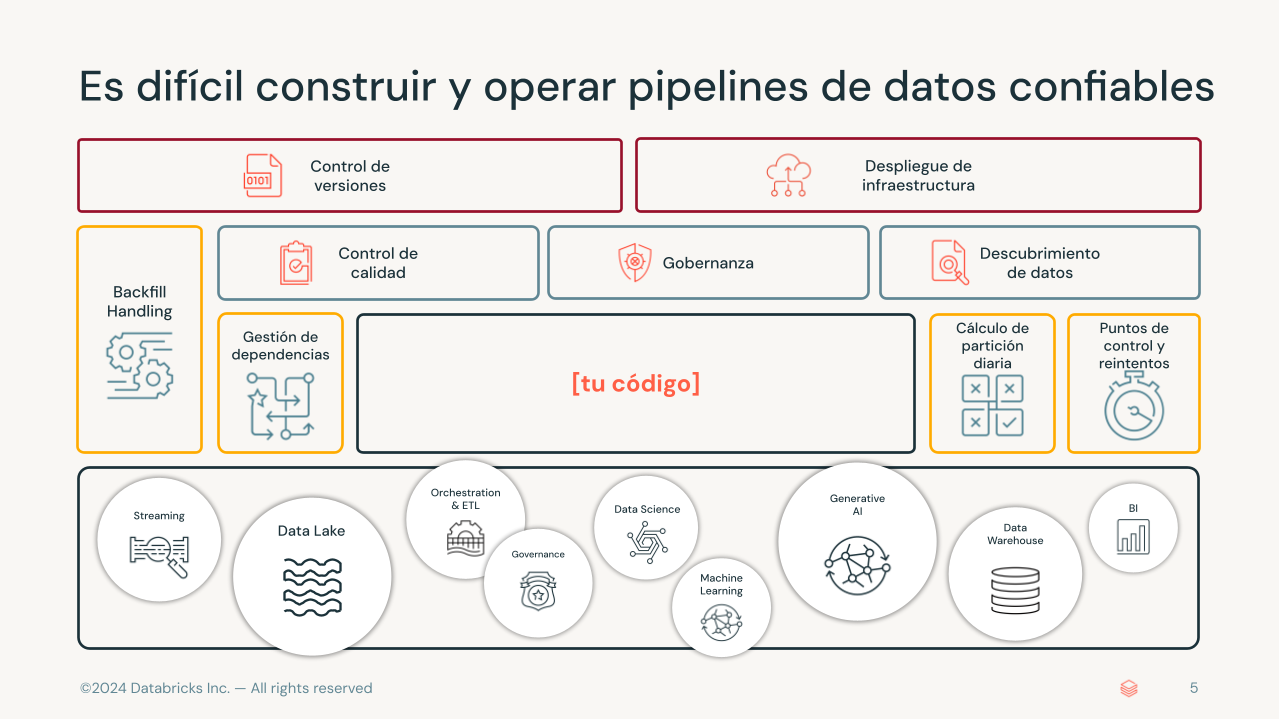 Es difícil construir y operar pipelines de datos confiables
Control de
versiones
0101
Despliegue de
infraestructura
Backfill
Handling
Control de
calidad
Gobernanza
Descubrimiento
de datos
Gestión de
dependencias
[tu código]
Cálculo de
partición
diaria
Puntos de
control y
reintentos
Streaming
Data Lake
Orchestration
& ETL
Governance
Data Science
Machine
Learning
Generative
AI
Data
Warehouse
BI
©2024 Databricks Inc. — All rights reserved
5